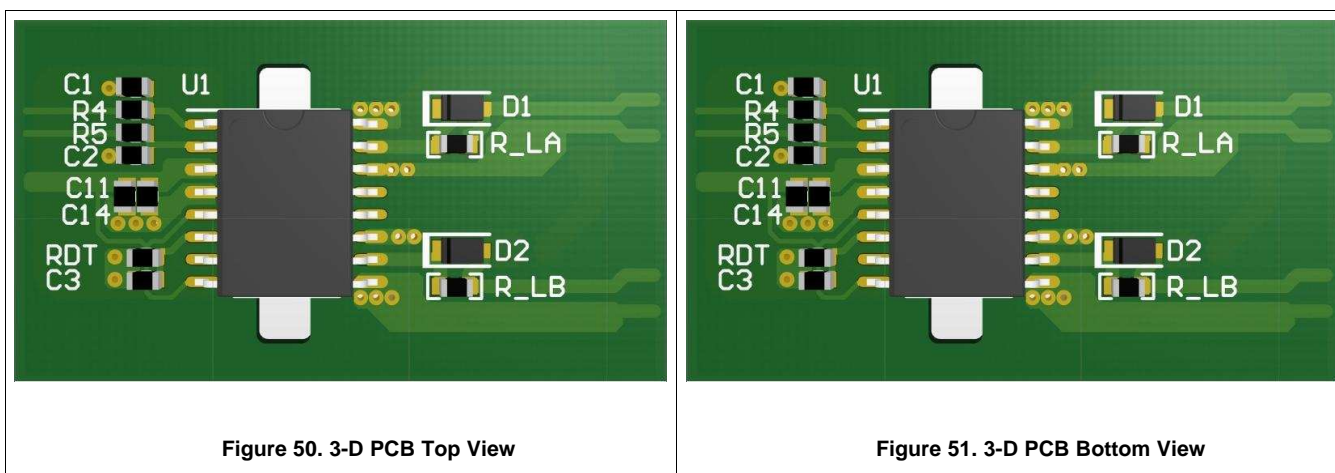 C1 U1
R4 D1
R5 R_LA
C2
C11
C14
RDT D2
C3 R_LB
Figure 50. 3-D PCB Top View
C1 U1
R4 D1
R5 R_LA
C2
C11
C14
RDT D2
C3 R_LB
Figure 51. 3-D PCB Bottom View